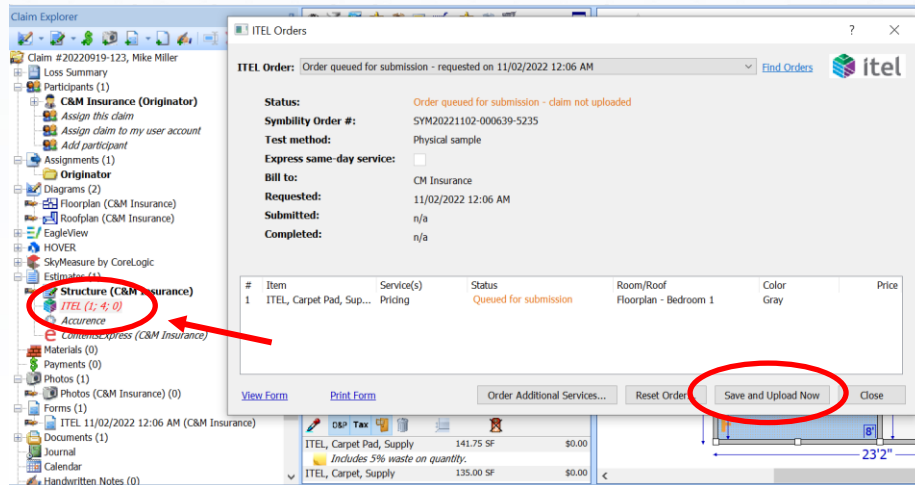 Claim Explorer
Claim #20220919-123, Mike Miller
Loss Summary
Participants (1)
C&M Insurance (Originator)
Assign this claim
Assign claim to my user account
Add participant
Assignments (1)
Originator
Diagrams (2)
Floorplan (C&M Insurance)
Roofplan (C&M Insurance)
EagleView
HOVER
SkyMeasure by CoreLogic
Estimates (1)
Structure (C&M Insurance)
ITEL (1; 4; 0)
Accurence
ContentsExpress (C&M Insurance)
Materials (0)
Payments (0)
Photos (1)
Photos (C&M Insurance) (0)
Forms (1)
ITEL 11/02/2022 12:06 AM (C&M Insurance)
Documents (1)
Journal
Calendar
Handwritten Notes (0)
ITEL Orders
ITEL Order: Order queued for submission - requested on 11/02/2022 12:06 AM Find Orders itel
Status: Order queued for submission - claim not uploaded
Symbility Order #: SYM20221102-000639-5235
Test method: Physical sample
Express same-day service:
Bill to: CM Insurance
Requested: 11/02/2022 12:06 AM
Submitted: n/a
Completed: n/a
# Item Service(s) Status Room/Roof Color Price
1 ITEL, Carpet Pad, Sup... Pricing Queued for submission Floorplan - Bedroom 1 Gray
View Form Print Form Order Additional Services... Reset Order Save and Upload Now Close
O&P Tax
ITEL, Carpet Pad, Supply 141.75 SF $0.00
Includes 5% waste on quantity.
ITEL, Carpet, Supply 135.00 SF $0.00
8'
23'2"